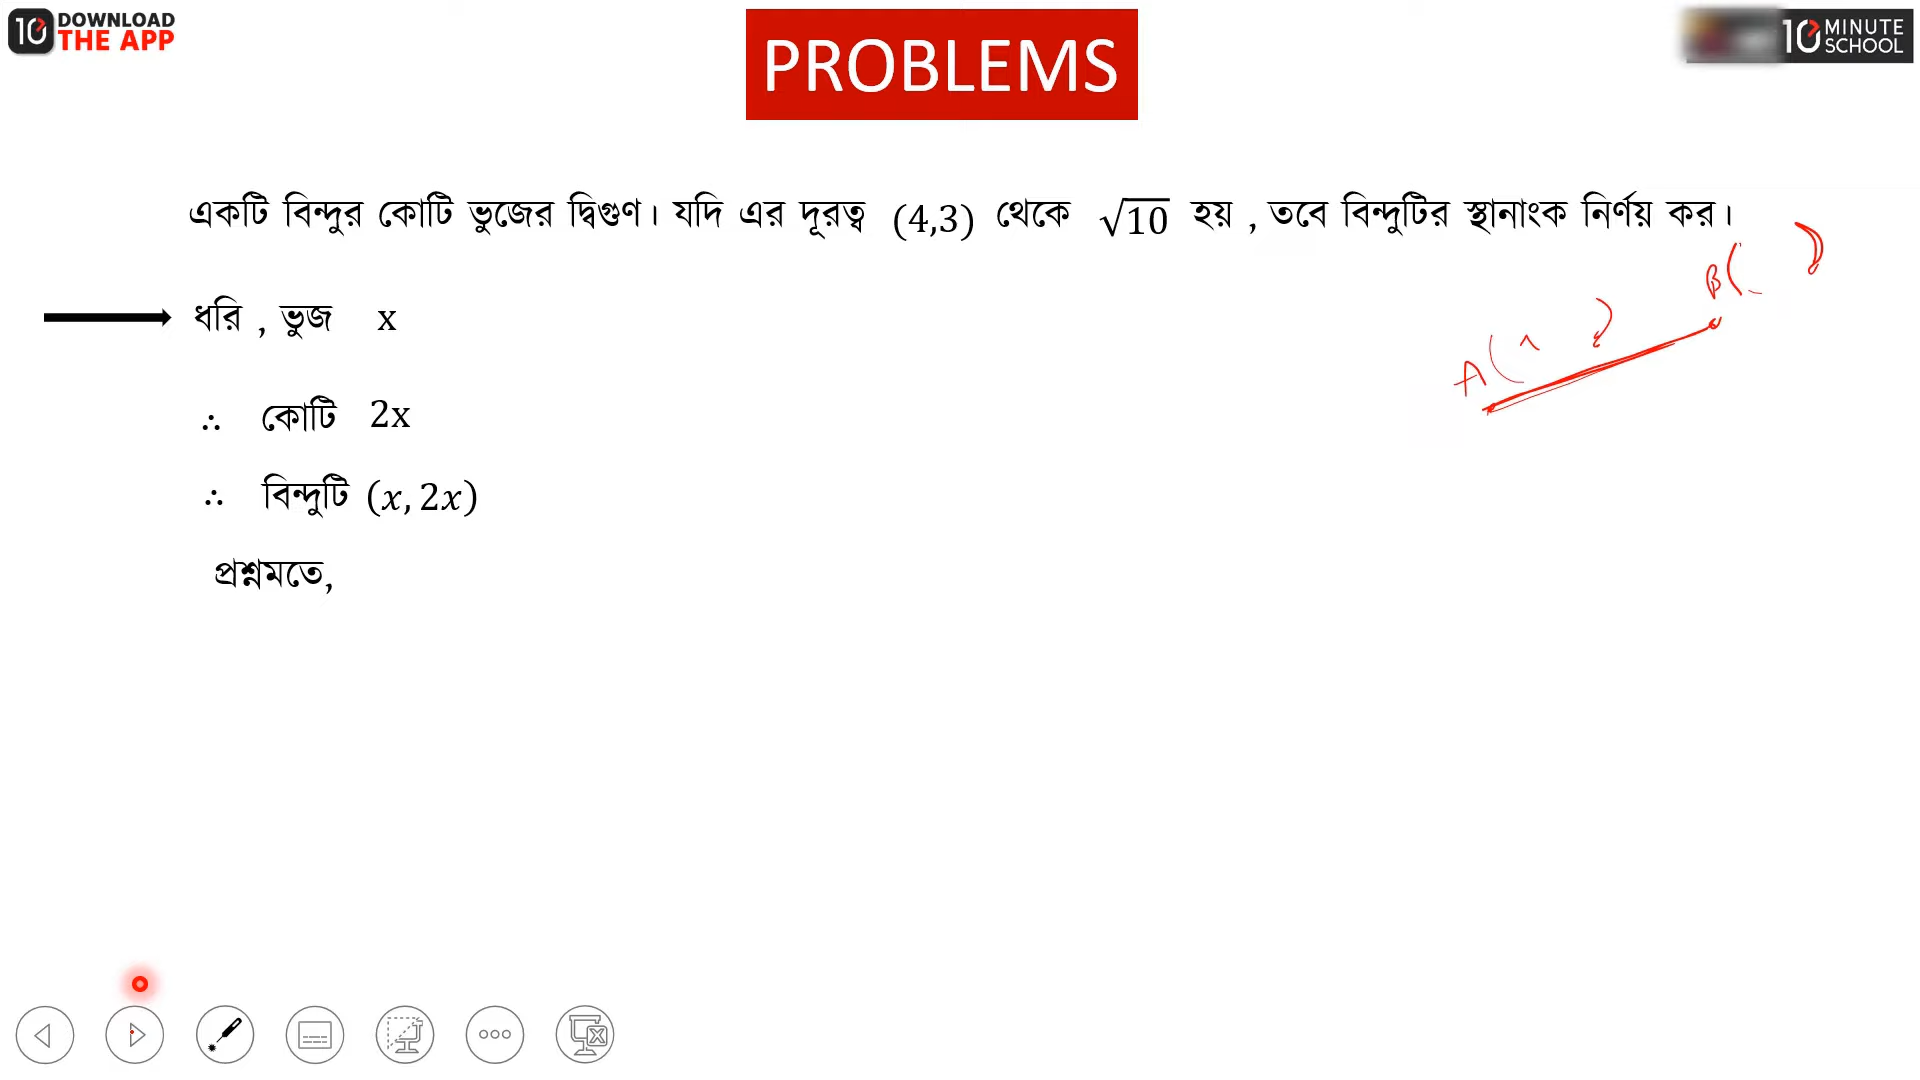 DOWNLOAD
THE APP
PROBLEMS
10 MINUTE
SCHOOL
একটি বিন্দুর কোটি ভুজের দ্বিগুণ। যদি এর দূরত্ব (4,3) থেকে √10 হয় , তবে বিন্দুটির স্থানাংক নির্ণয় কর।
B( )
ধরি , ভুজ x
A( )
∴ কোটি 2x
∴ বিন্দুটি (x, 2x)
প্রশ্নমতে,